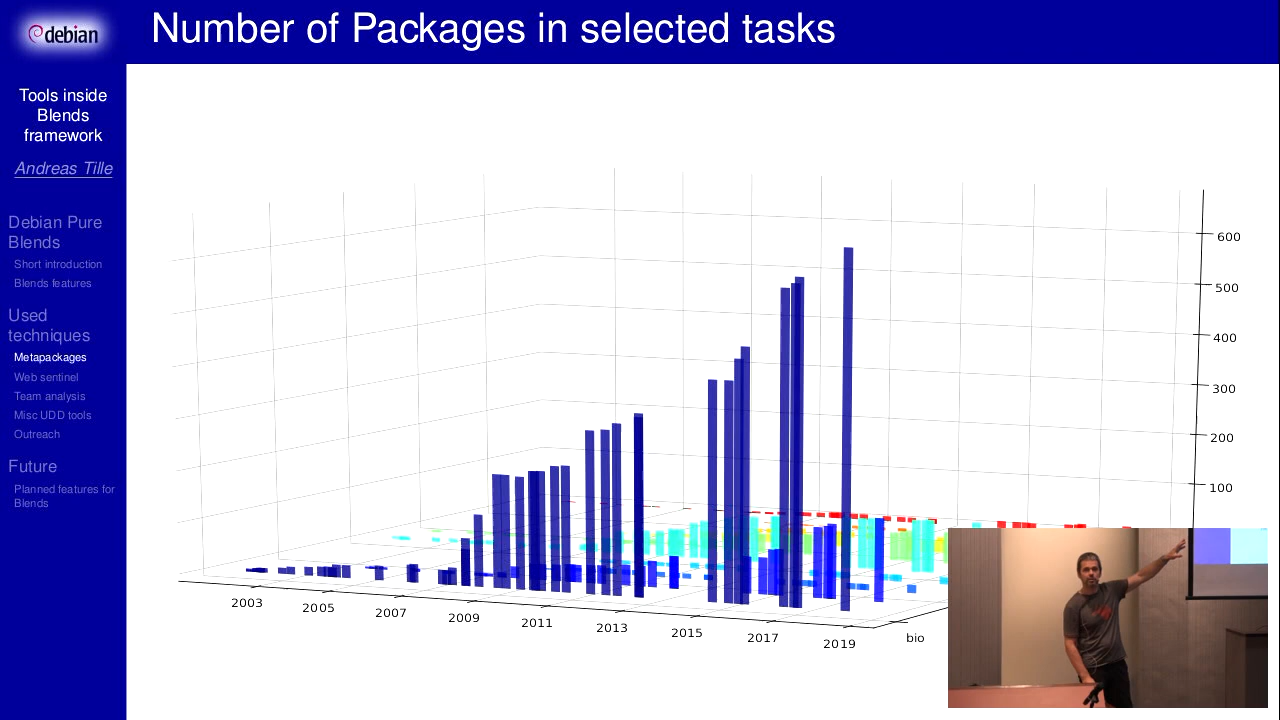 Number of Packages in selected tasks
debian
Tools inside
Blends
framework
Andreas Tille
Debian Pure
Blends
Short introduction
Blends features
Used
techniques
Metapackages
Web sentinel
Team analysis
Misc UDD tools
Outreach
Future
Planned features for
Blends
600
500
400
300
200
100
2003
2005
2007
2009
2011
2013
2015
2017
2019
bio